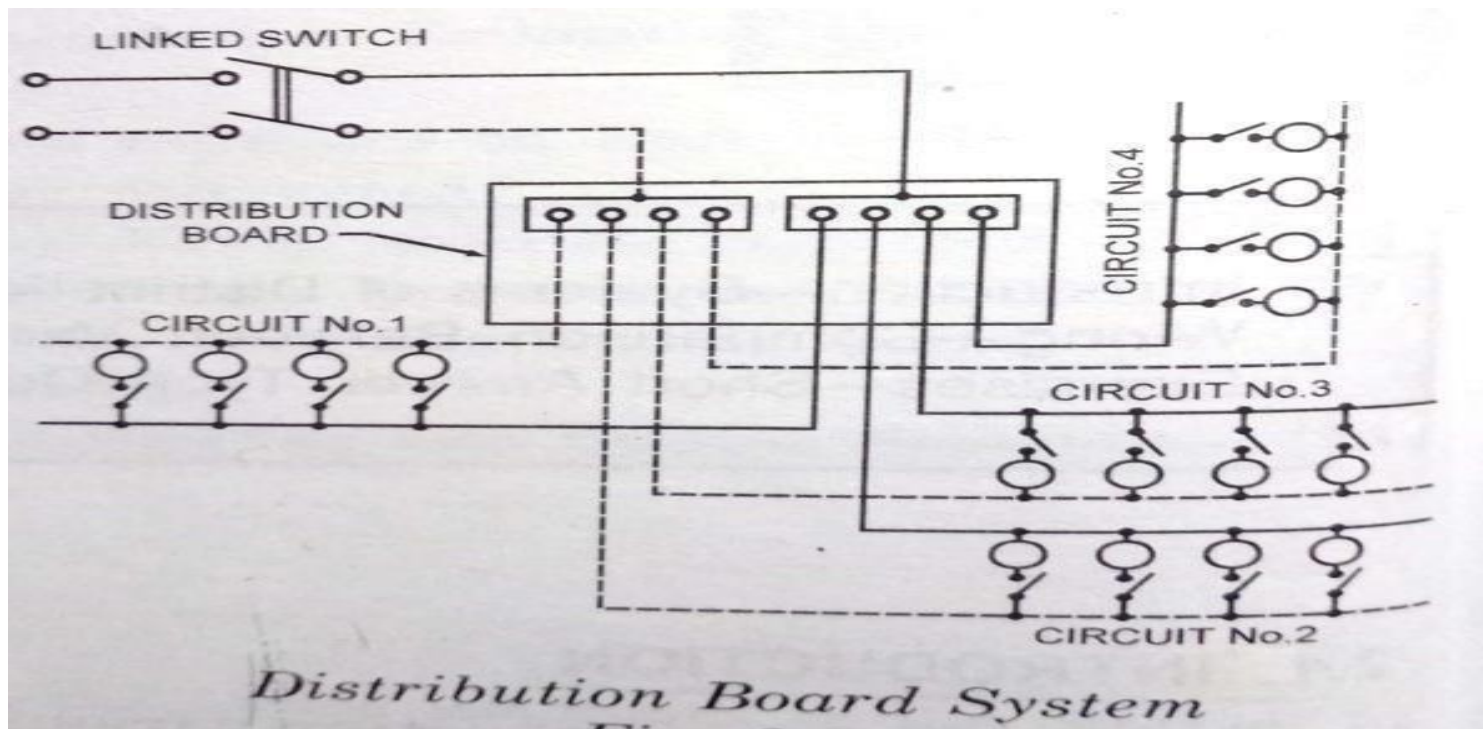 LINKED SWITCH
DISTRIBUTION
BOARD
CIRCUIT No.4
CIRCUIT No.1
CIRCUIT No.3
CIRCUIT No.2
Distribution Board System